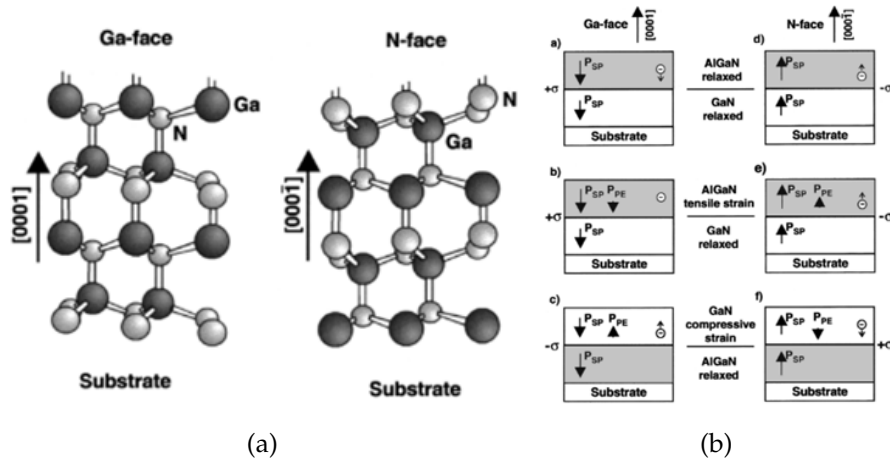 Ga-face
N-face
Ga
N
N
Ga
[0001]
[0001̄]
Substrate
Substrate
(a)
Ga-face
[0001]
N-face
[0001̄]
a)
P_SP
+σ
P_SP
Substrate
AlGaN
relaxed
GaN
relaxed
d)
P_SP
-σ
P_SP
Substrate
b)
P_SP P_PE
+σ
P_SP
Substrate
AlGaN
tensile strain
GaN
relaxed
e)
P_SP P_PE
-σ
P_SP
Substrate
c)
P_SP P_PE
-σ
P_SP
Substrate
GaN
compressive
strain
AlGaN
relaxed
f)
P_SP P_PE
+σ
P_SP
Substrate
(b)